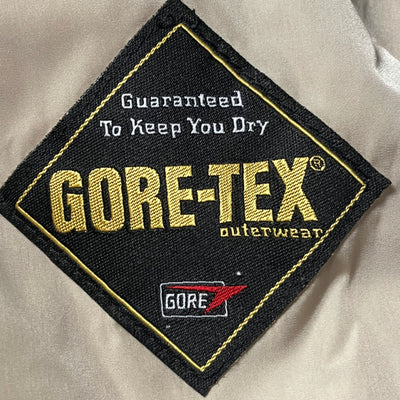 Guaranteed
To Keep You Dry
GORE-TEX®
outerwear
GORE